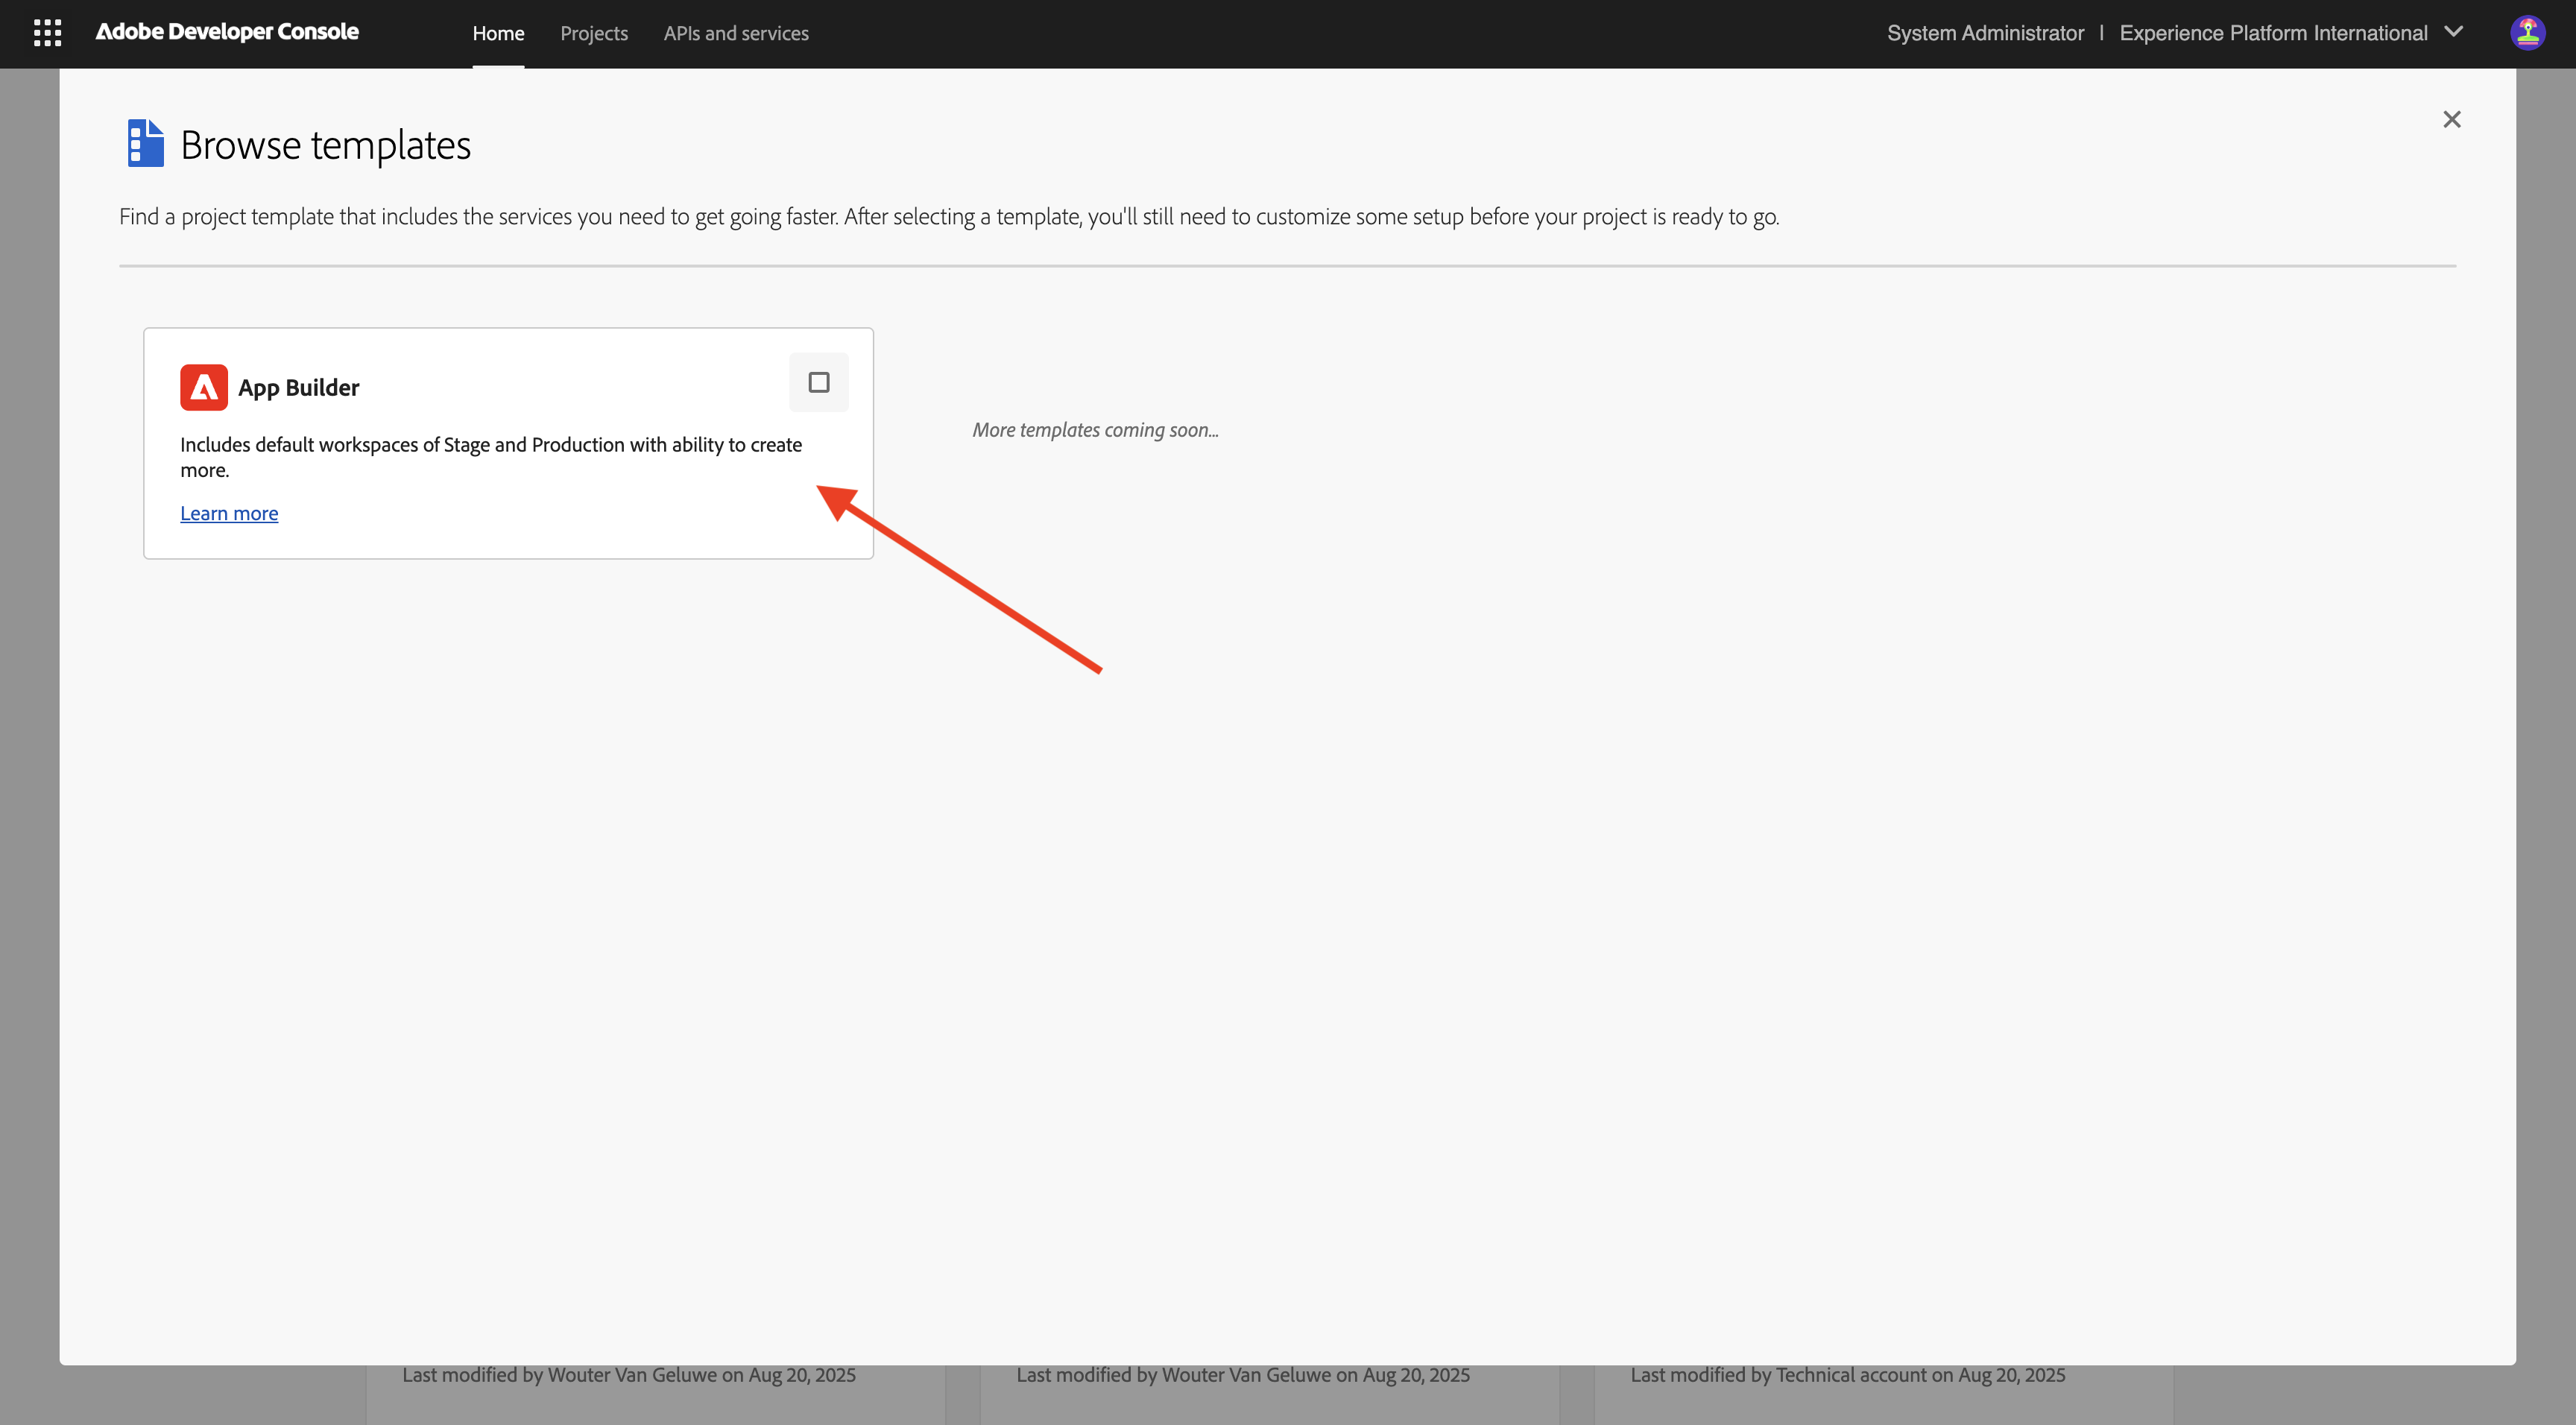 Adobe Developer Console
Home
Projects
APIs and services
System Administrator | Experience Platform International
Browse templates
Find a project template that includes the services you need to get going faster. After selecting a template, you'll still need to customize some setup before your project is ready to go.
App Builder
Includes default workspaces of Stage and Production with ability to create
more.
Learn more
More templates coming soon...
Last modified by Wouter Van Geluwe on Aug 20, 2025
Last modified by Wouter Van Geluwe on Aug 20, 2025
Last modified by Technical account on Aug 20, 2025